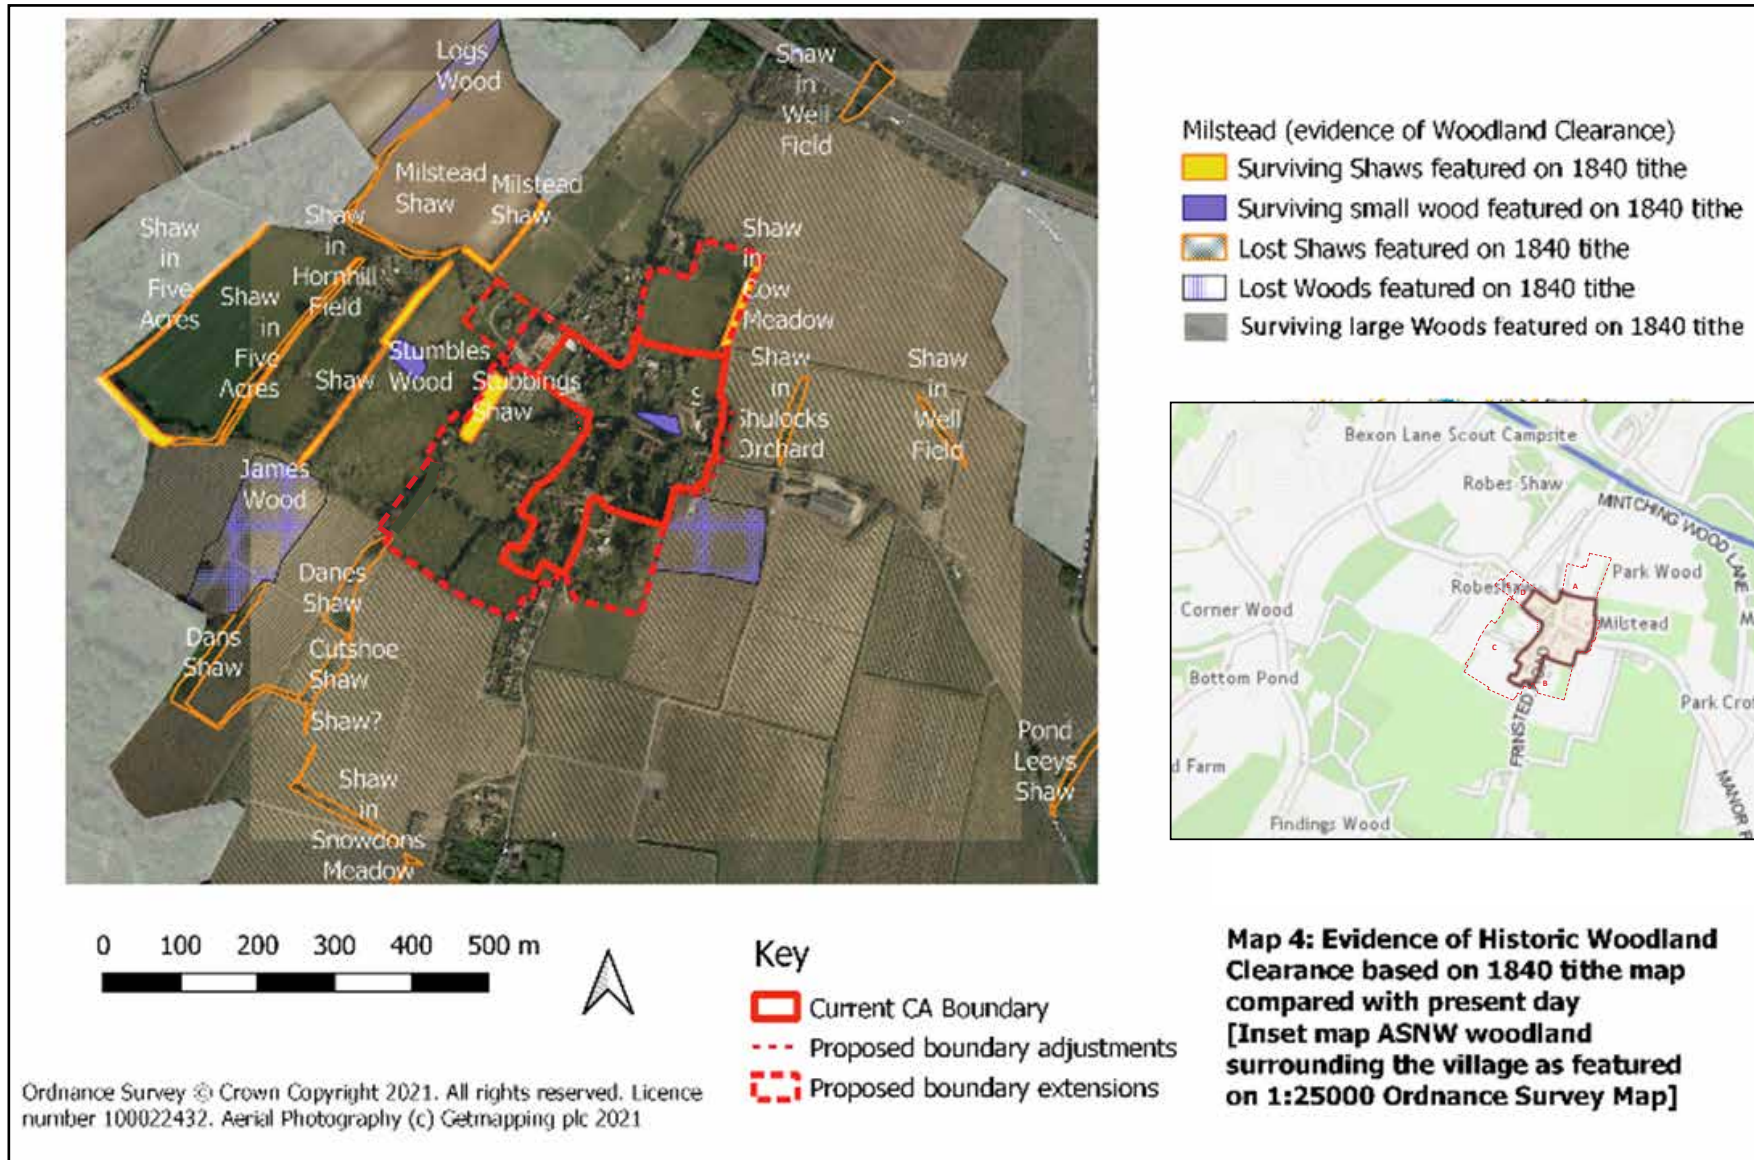 Logs
Wood
Shaw
in
Well
Field
Milstead
Shaw
Milstead
Shaw
Shaw
in
Five
Acres
Shaw
in
Hornhill
Field
Shaw
in
Five
Acres
Shaw
in
Cow
Meadow
Stumbles
Wood
Shaw
Stubbings
Shaw
S
Shaw
in
Shulocks
Orchard
Shaw
in
Well
Field
James
Wood
Danes
Shaw
Dans
Shaw
Cutshoe
Shaw
Shaw?
Shaw
in
Snowdons
Meadow
Pond
Leeys
Shaw
Milstead (evidence of Woodland Clearance)
Surviving Shaws featured on 1840 tithe
Surviving small wood featured on 1840 tithe
Lost Shaws featured on 1840 tithe
Lost Woods featured on 1840 tithe
Surviving large Woods featured on 1840 tithe
Bexon Lane Scout Campsite
Robes Shaw
MINTCHING WOOD LANE
Park Wood
A
D
Corner Wood
Milstead
C
Bottom Pond
B
FRINSTED
Park Cro
d Farm
MANOR
Findings Wood
0 100 200 300 400 500 m
Key
Current CA Boundary
Proposed boundary adjustments
Proposed boundary extensions
Map 4: Evidence of Historic Woodland
Clearance based on 1840 tithe map
compared with present day
[Inset map ASNW woodland
surrounding the village as featured
on 1:25000 Ordnance Survey Map]
Ordnance Survey © Crown Copyright 2021. All rights reserved. Licence
number 100022432. Aerial Photography (c) Getmapping plc 2021